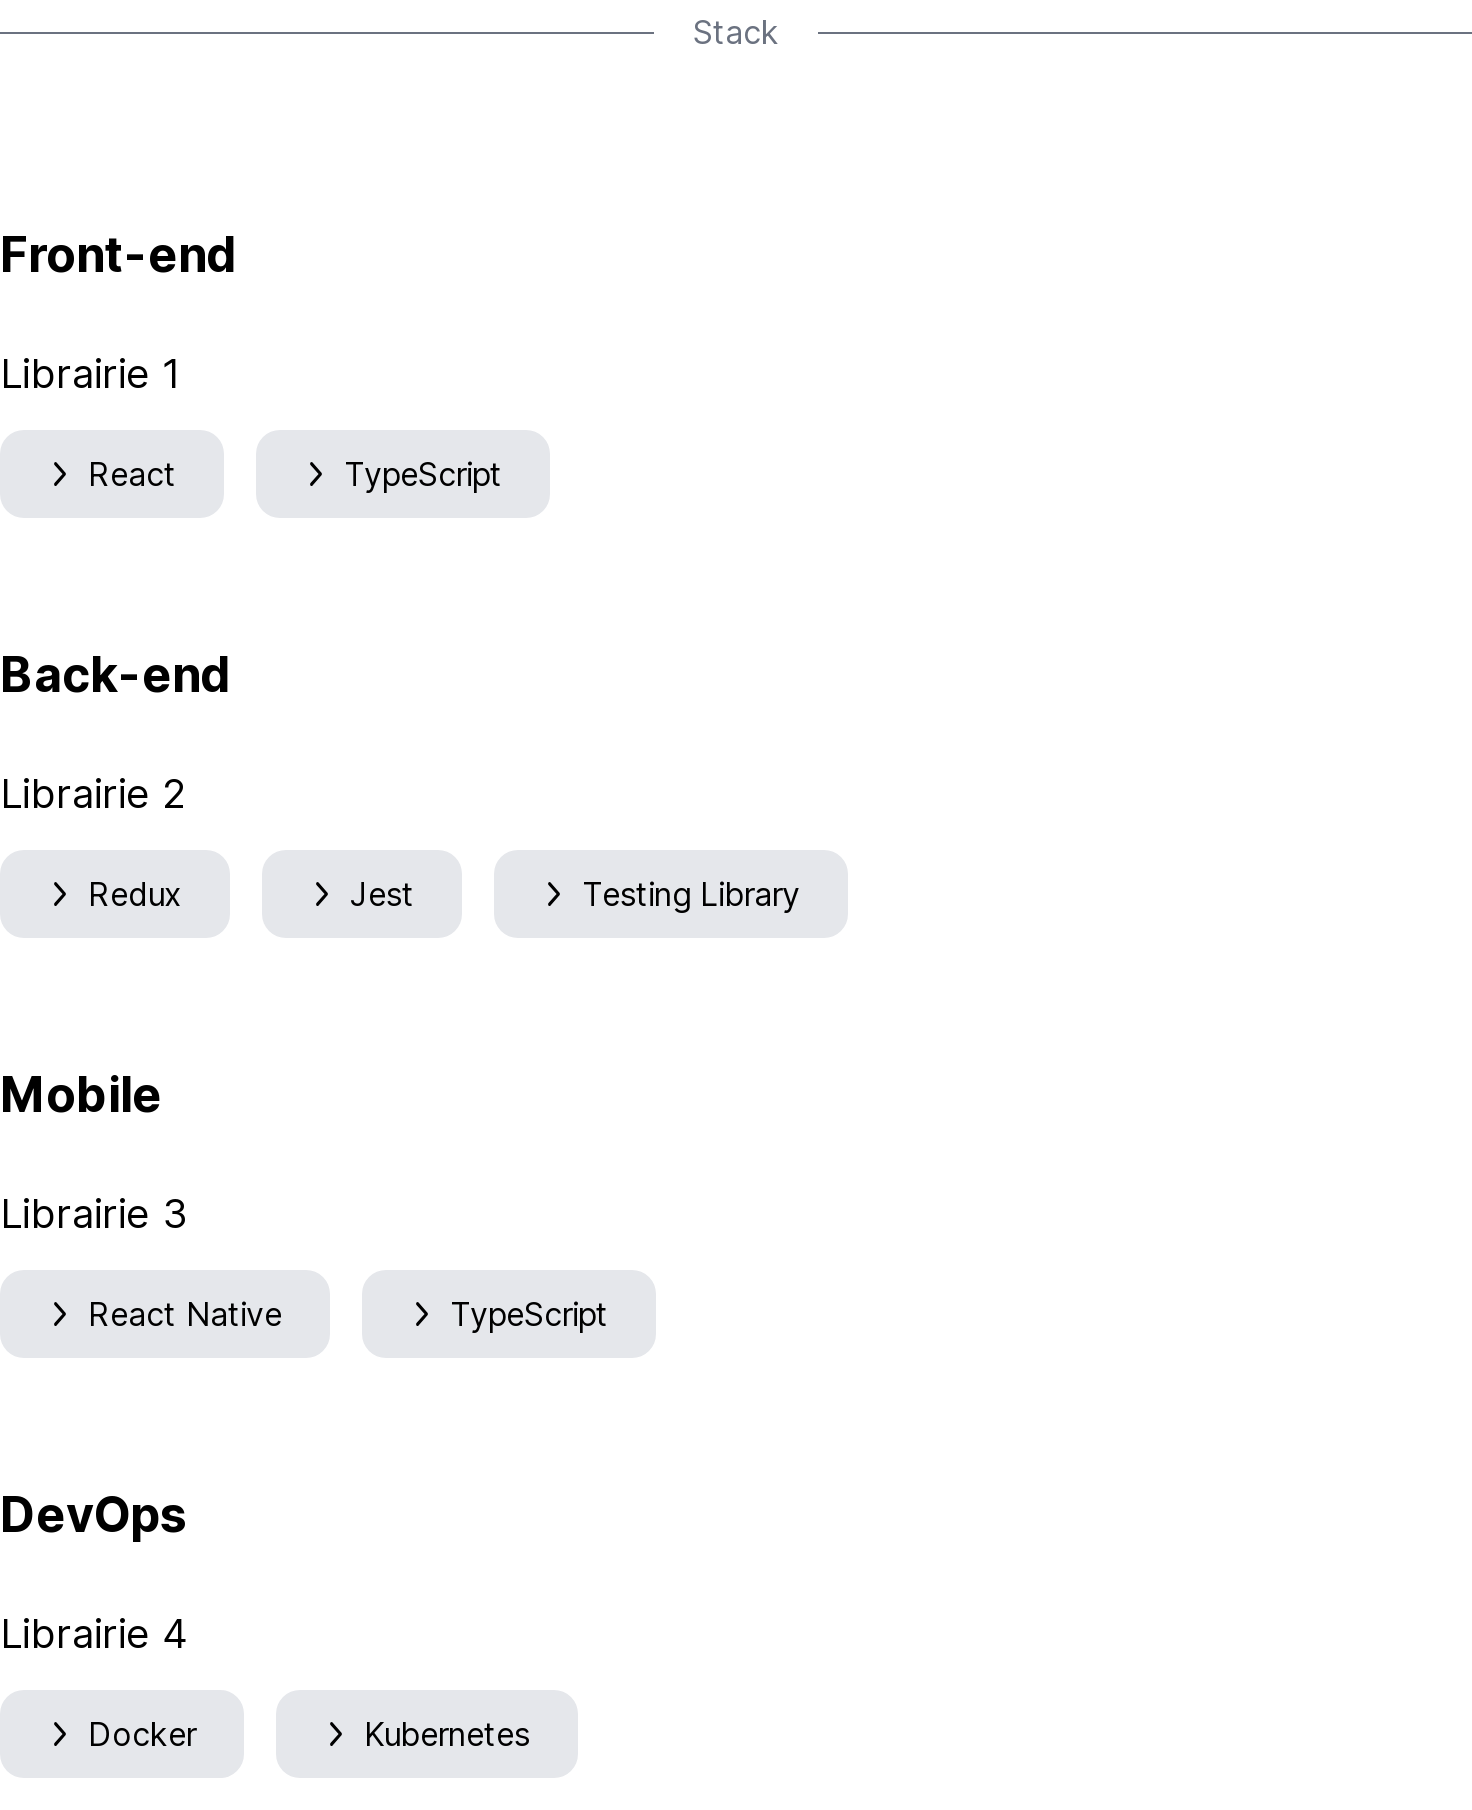 Stack
Front-end
Librairie 1
React TypeScript
Back-end
Librairie 2
Redux Jest Testing Library
Mobile
Librairie 3
React Native TypeScript
DevOps
Librairie 4
Docker Kubernetes